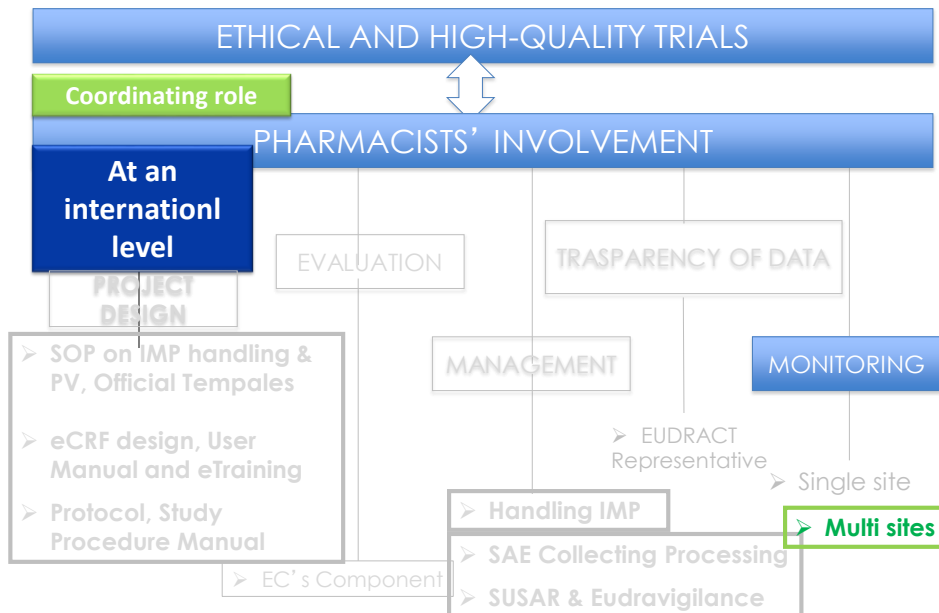 ETHICAL AND HIGH-QUALITY TRIALS
Coordinating role
PHARMACISTS’ INVOLVEMENT
At an
internationl
level
EVALUATION
TRASPARENCY OF DATA
PROJECT
DESIGN
➢ SOP on IMP handling &
PV, Official Tempales
MANAGEMENT
MONITORING
➢ eCRF design, User
Manual and eTraining
➢ EUDRACT
Representative
➢ Single site
➢ Protocol, Study
Procedure Manual
➢ Handling IMP
➢ Multi sites
➢ SAE Collecting Processing
➢ EC’s Component
➢ SUSAR & Eudravigilance